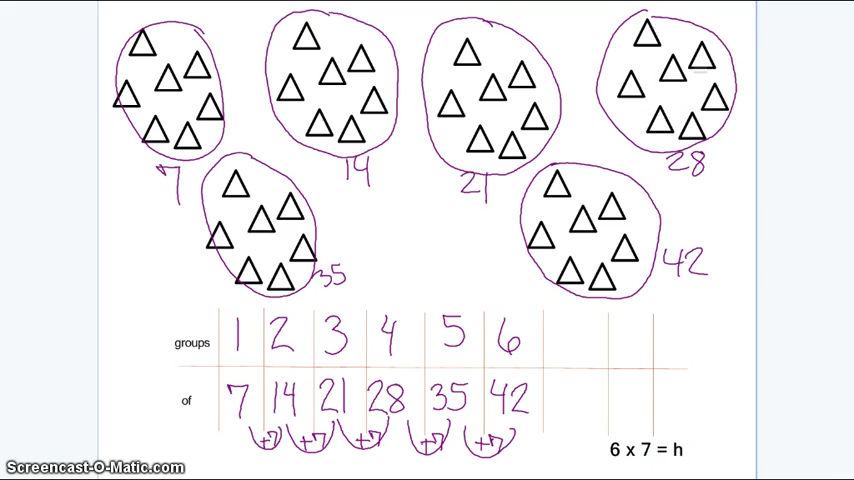 7 14 21 28
35 42
groups 1 2 3 4 5 6
of 7 14 21 28 35 42
+7 +7 +7 +7 +7
6 x 7 = h
Screencast-O-Matic.com